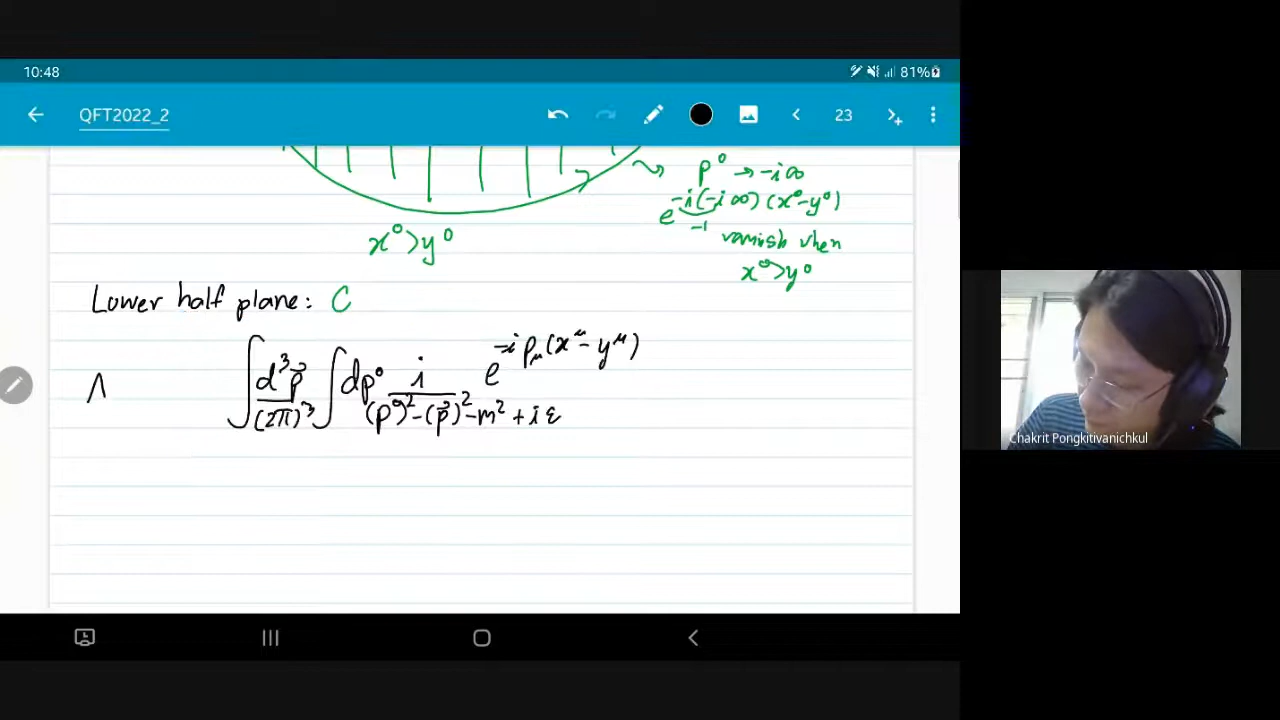 10:48
81%
QFT2022_2
23
p⁰ → -i∞
e^{-i(-i∞)(x⁰-y⁰)}
-1
vanish when
x⁰>y⁰
x⁰>y⁰
Lower half plane: C
∫ d³p⃗/(2π)³ ∫ dp⁰ i/((p⁰)²-(p⃗)²-m²+iε) e^{-ip_μ(x^μ-y^μ)}
Chakrit Pongkitivanichkul